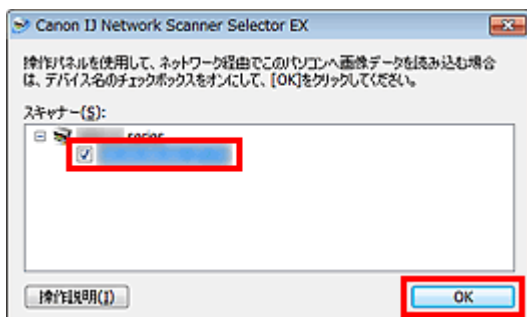 Canon IJ Network Scanner Selector EX
操作パネルを使用して、ネットワーク経由でこのパソコンへ画像データを読み込む場合
は、デバイス名のチェックボックスをオンにして、[OK]をクリックしてください。
スキャナー(S):
series
操作説明(I)
OK